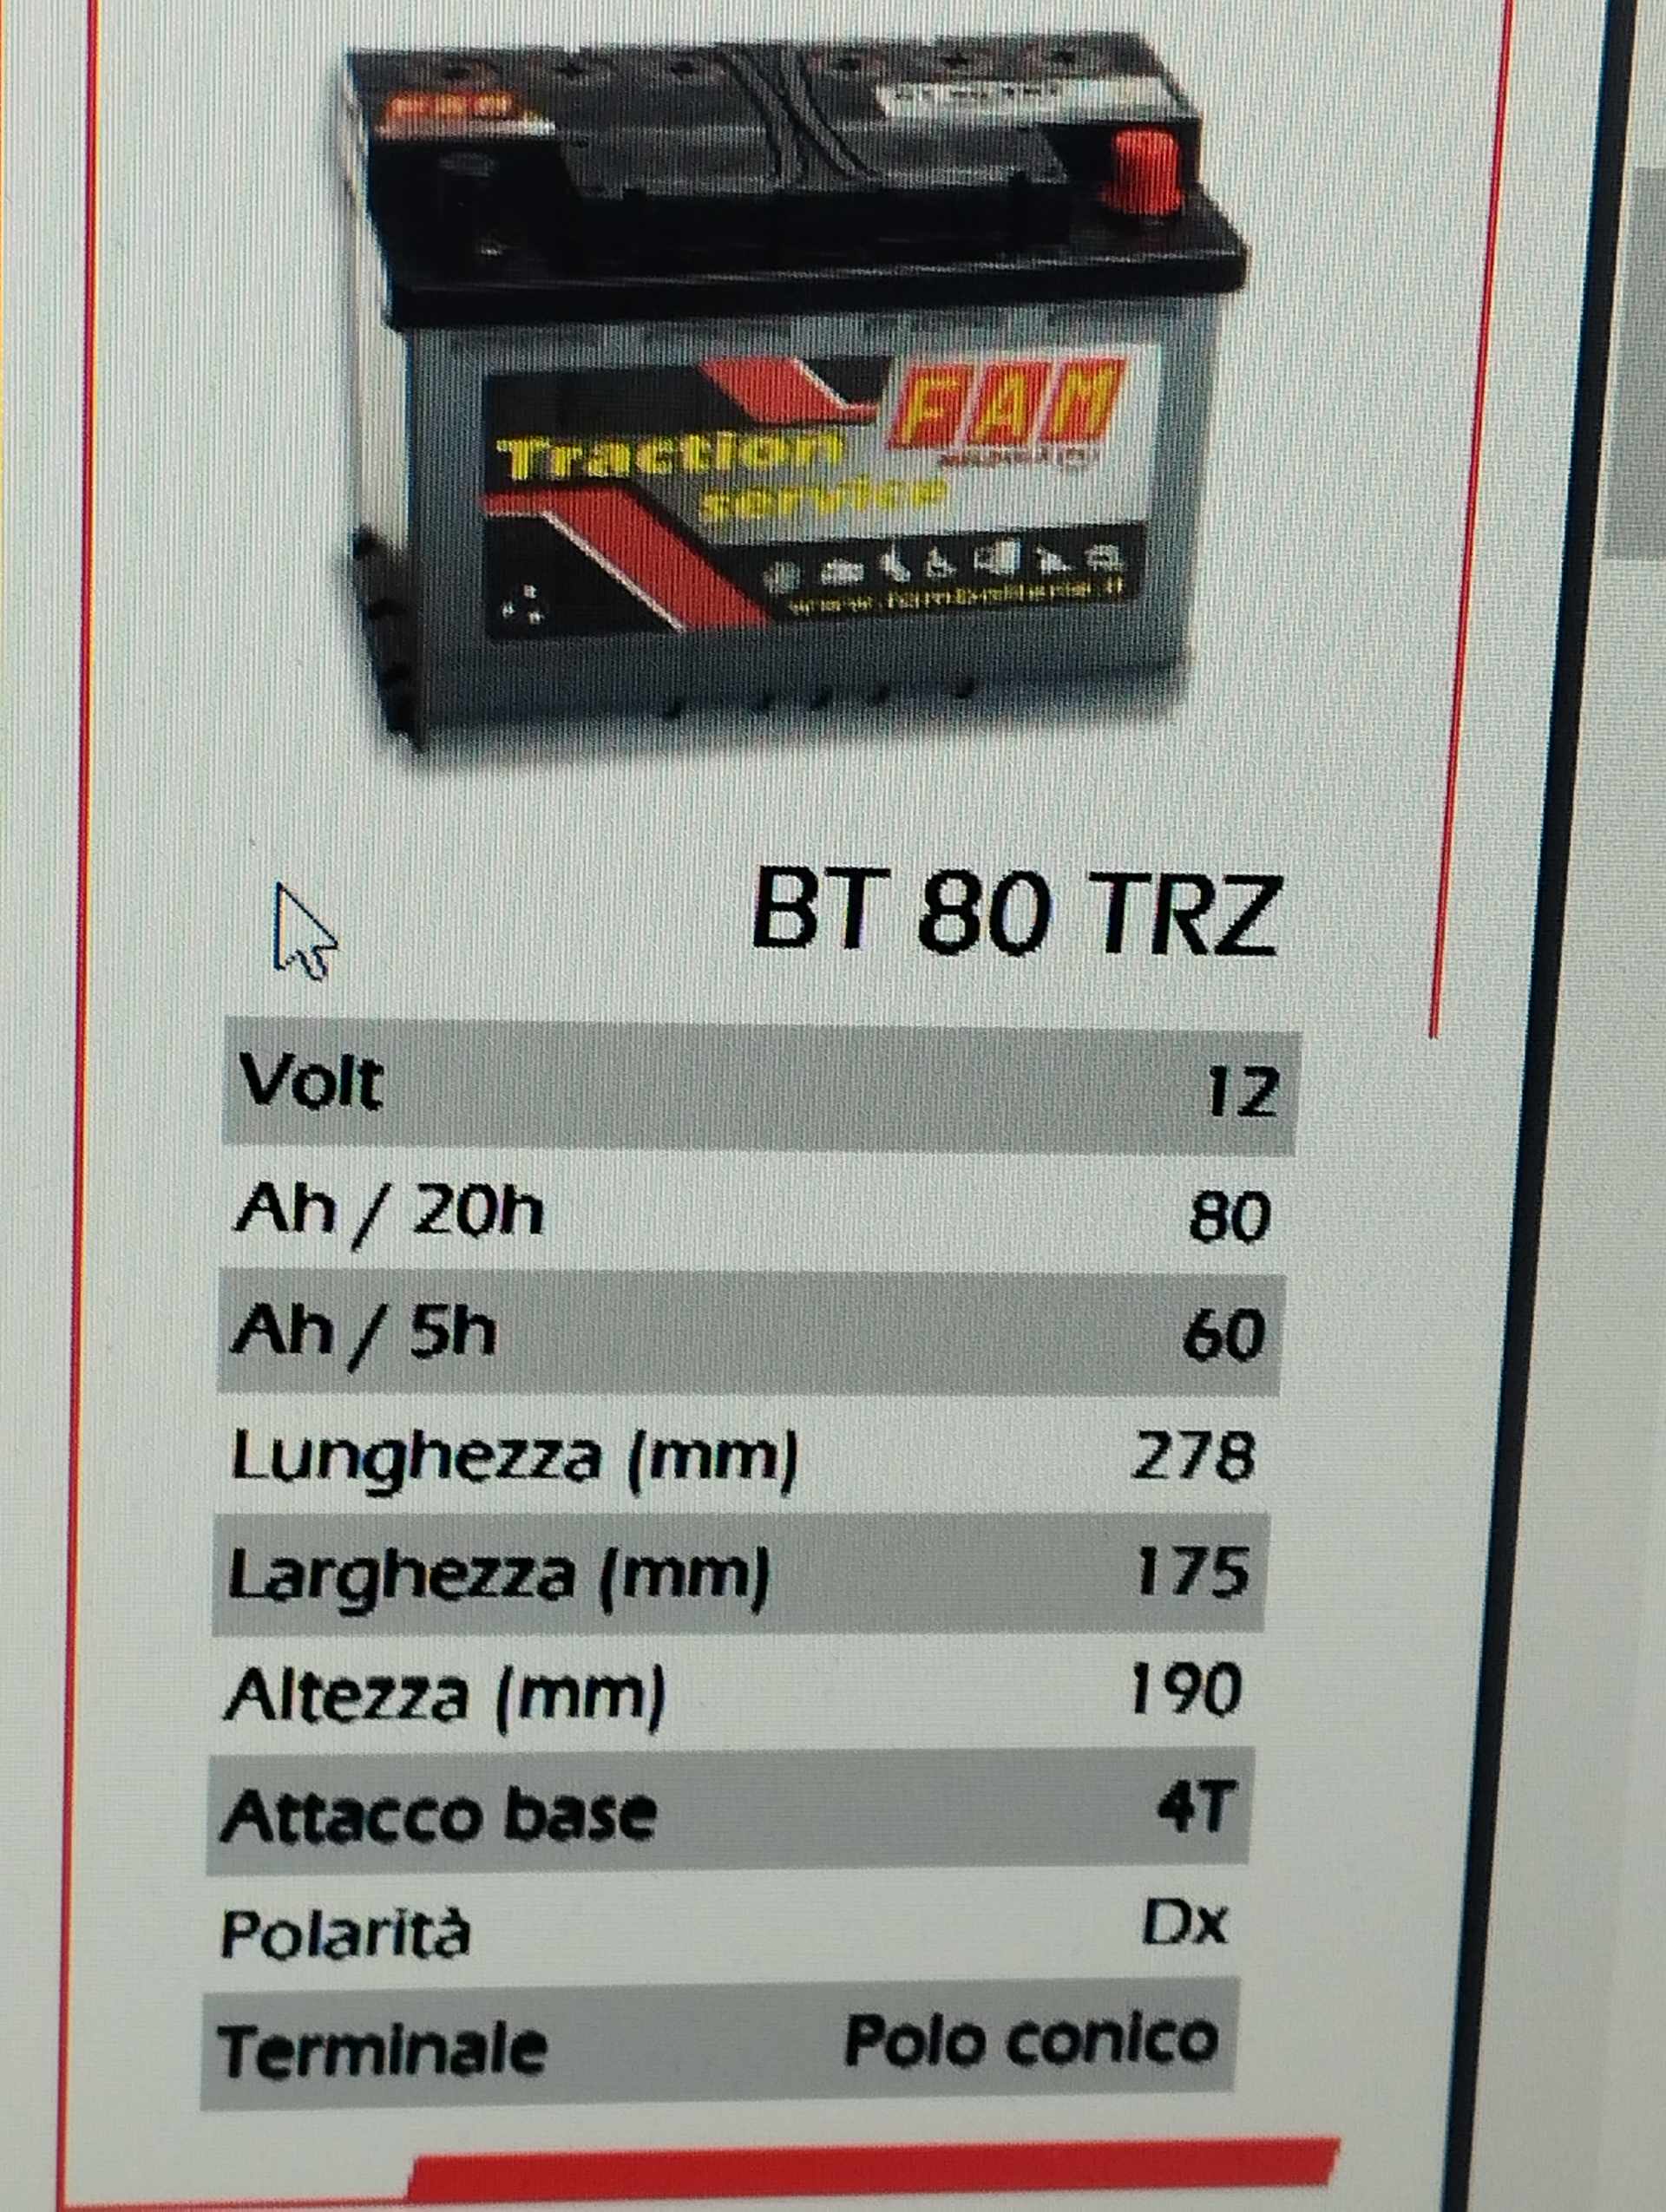 FAM
Traction
service
BT 80 TRZ
Volt 12
Ah / 20h 80
Ah / 5h 60
Lunghezza (mm) 278
Larghezza (mm) 175
Altezza (mm) 190
Attacco base 4T
Polarità Dx
Terminale Polo conico